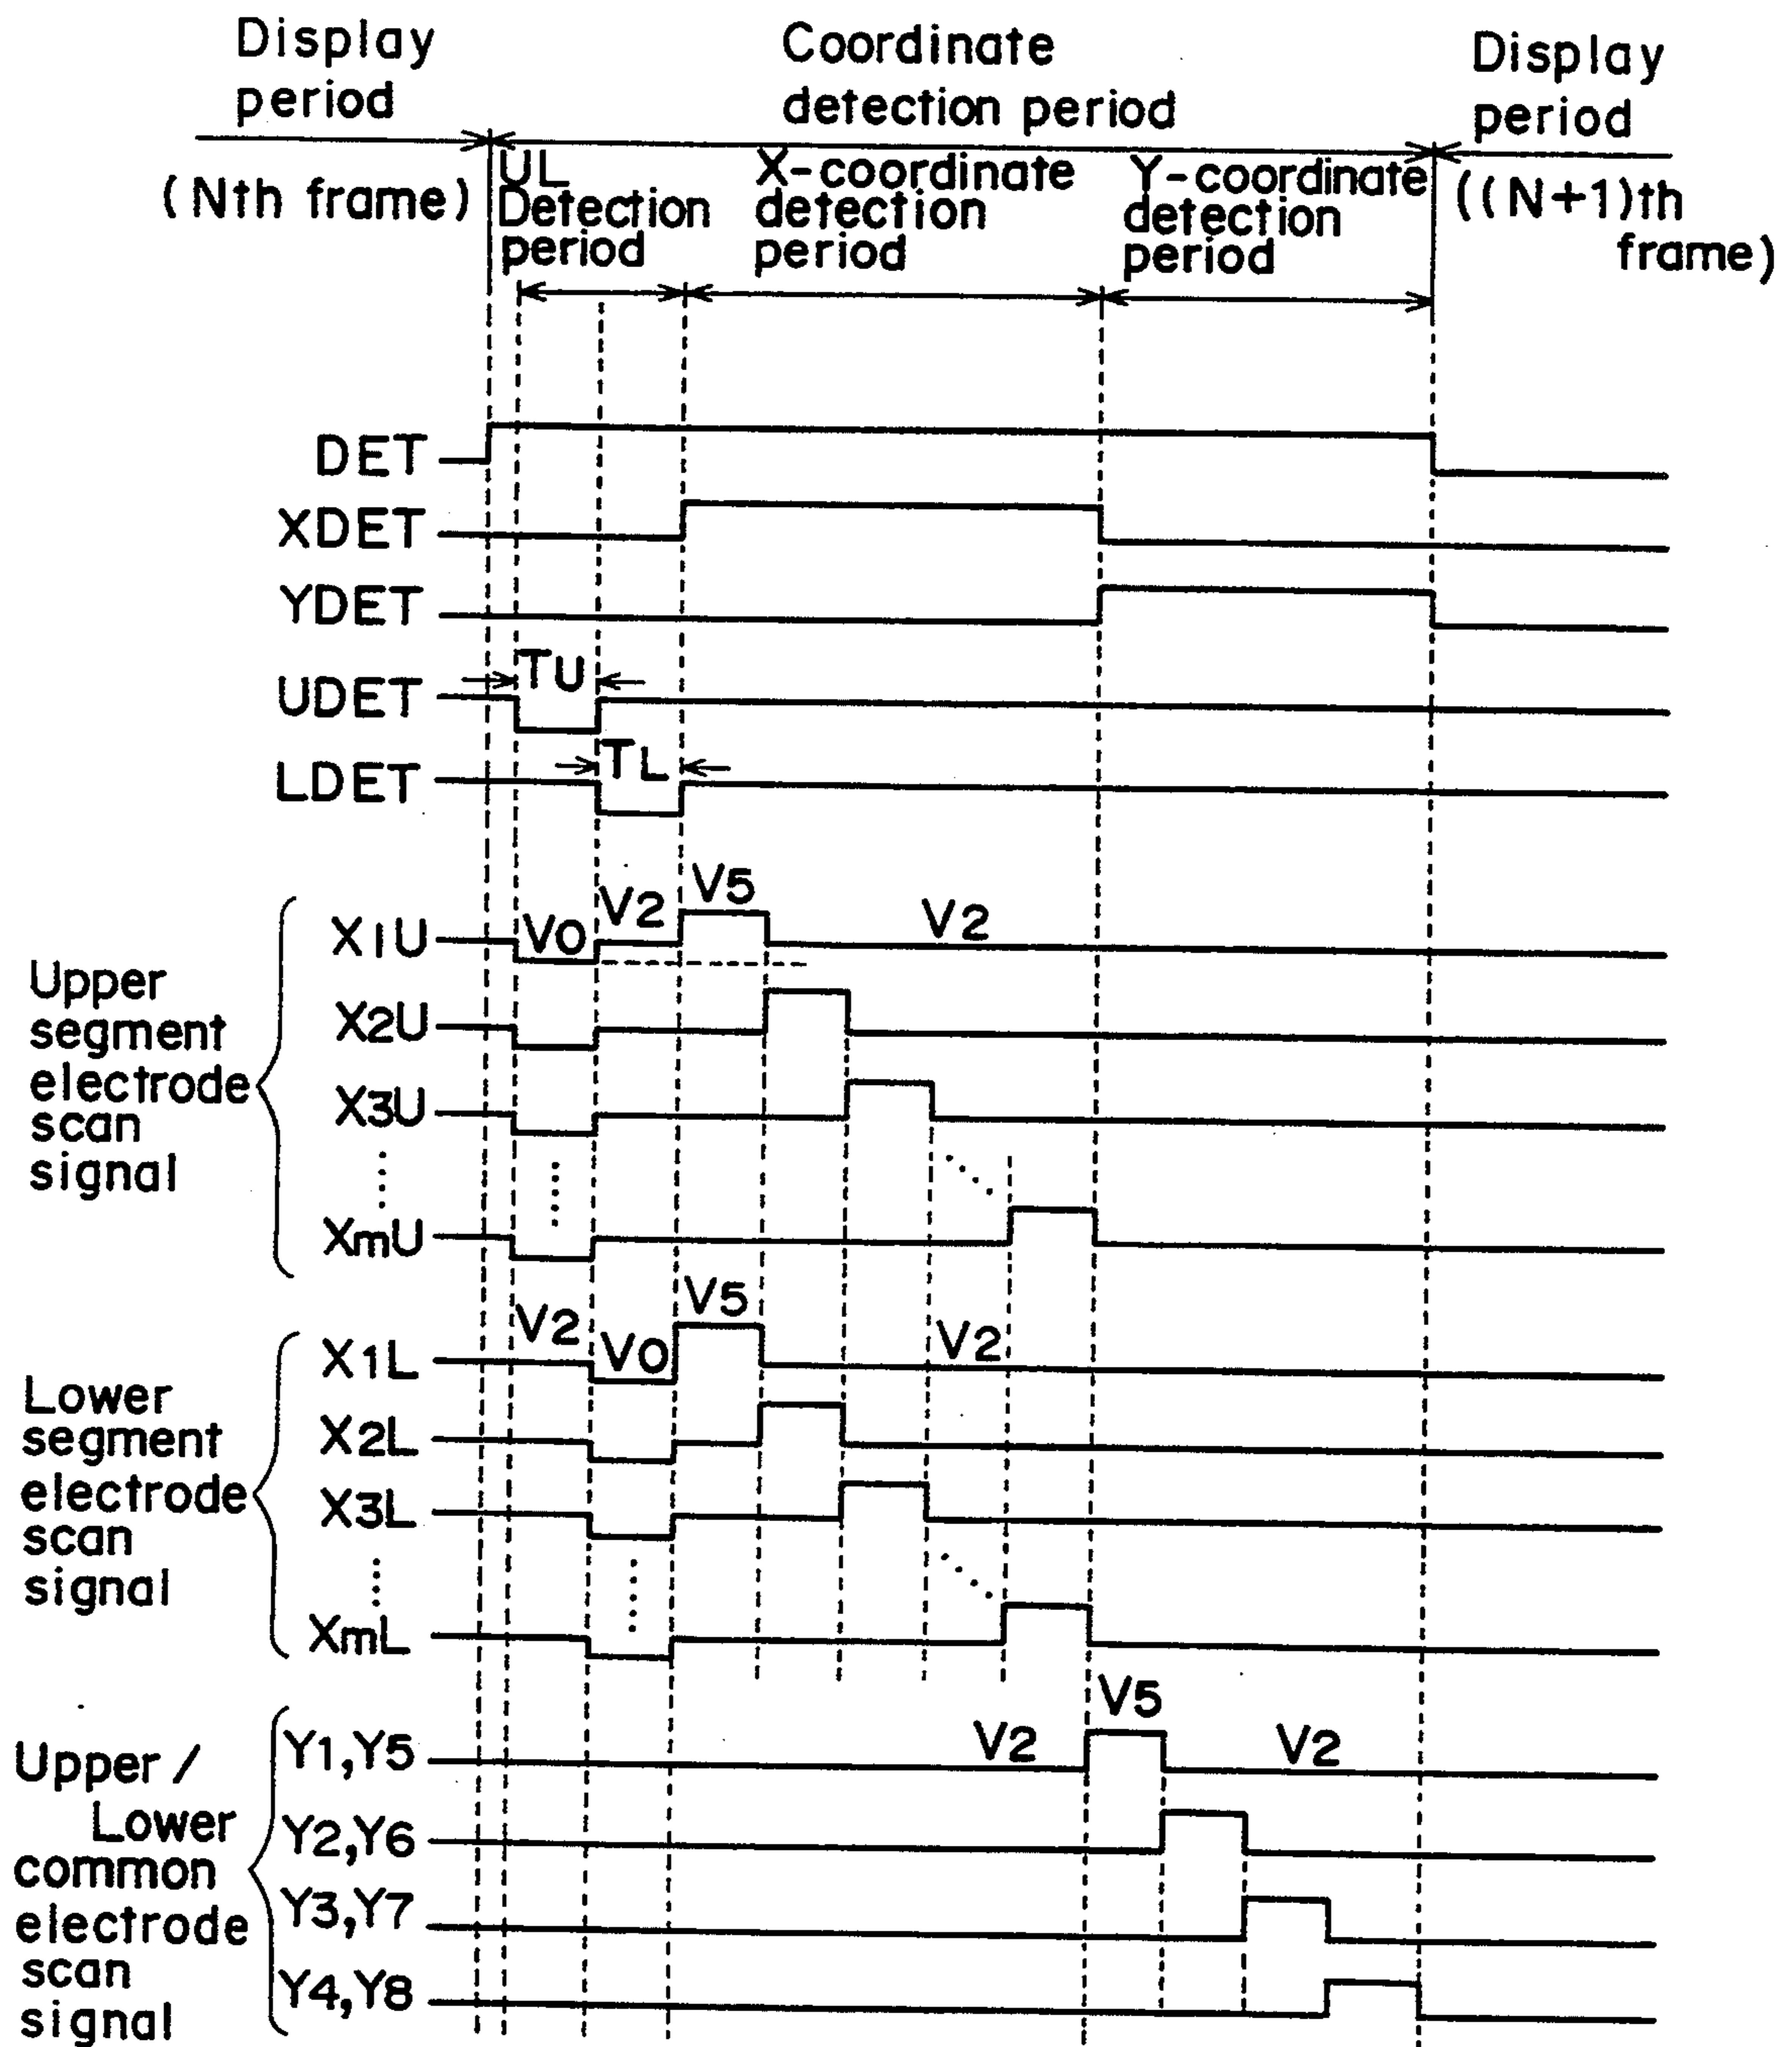 Display
period
Coordinate
detection period
Display
period
(Nth frame)
UL
Detection
period
X-coordinate
detection
period
Y-coordinate
detection
period
((N+1)th
frame)
DET
XDET
YDET
TU
UDET
TL
LDET
Upper
segment
electrode
scan
signal
X1U
V0
V2
V5
V2
X2U
X3U
XmU
Lower
segment
electrode
scan
signal
X1L
V2
V0
V5
V2
X2L
X3L
XmL
Upper /
Lower
common
electrode
scan
signal
Y1,Y5
V2
V5
V2
Y2,Y6
Y3,Y7
Y4,Y8